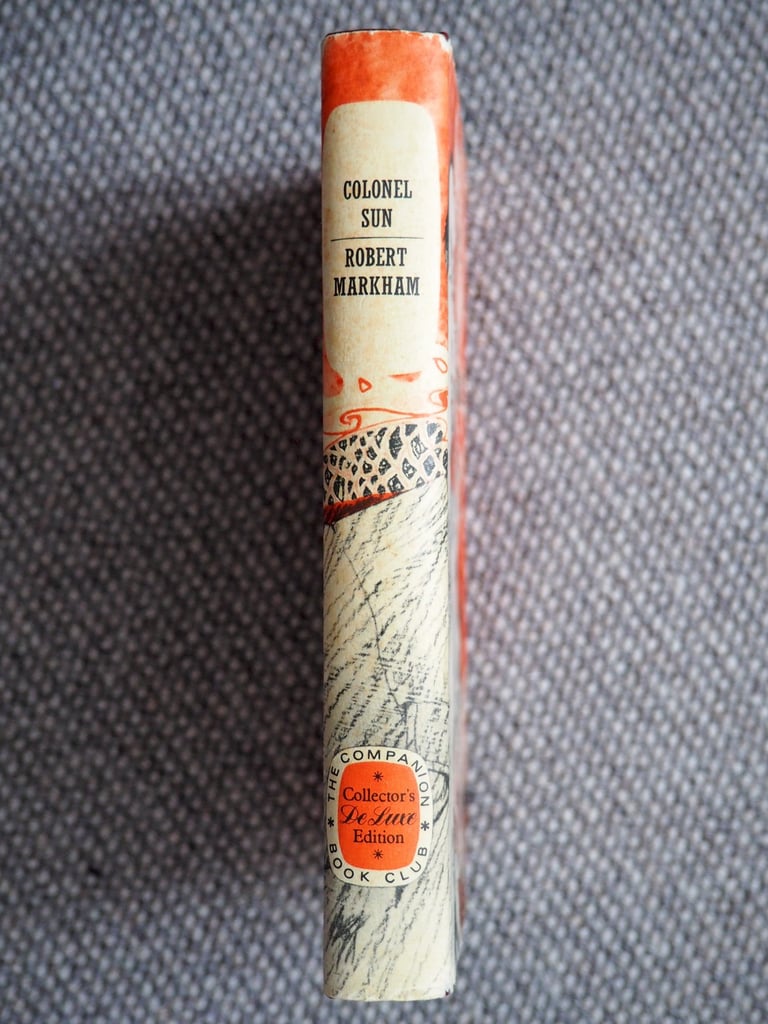 COLONEL
SUN
ROBERT
MARKHAM
THE COMPANION
* Collector's
De Luxe
Edition *
* BOOK CLUB *